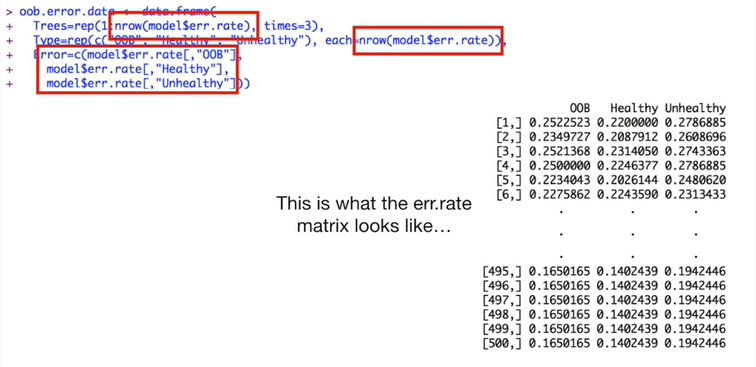 > oob.error.data <- data.frame(
+ Trees=rep(1:nrow(model$err.rate), times=3),
+ Type=rep(c("OOB", "Healthy", "Unhealthy"), each=nrow(model$err.rate)),
+ Error=c(model$err.rate[,"OOB"],
+ model$err.rate[,"Healthy"],
+ model$err.rate[,"Unhealthy"]))
OOB Healthy Unhealthy
[1,] 0.2522523 0.2200000 0.2786885
[2,] 0.2349727 0.2087912 0.2608696
[3,] 0.2521368 0.2314050 0.2743363
[4,] 0.2500000 0.2246377 0.2786885
[5,] 0.2234043 0.2026144 0.2480620
[6,] 0.2275862 0.2243590 0.2313433
. . .
. . .
. . .
[495,] 0.1650165 0.1402439 0.1942446
[496,] 0.1650165 0.1402439 0.1942446
[497,] 0.1650165 0.1402439 0.1942446
[498,] 0.1650165 0.1402439 0.1942446
[499,] 0.1650165 0.1402439 0.1942446
[500,] 0.1650165 0.1402439 0.1942446
This is what the err.rate
matrix looks like…